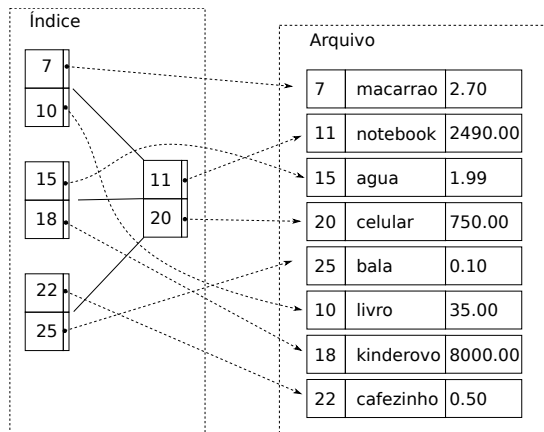 Índice
7
10
15
18
11
20
22
25
Arquivo
7 macarrao 2.70
11 notebook 2490.00
15 agua 1.99
20 celular 750.00
25 bala 0.10
10 livro 35.00
18 kinderovo 8000.00
22 cafezinho 0.50